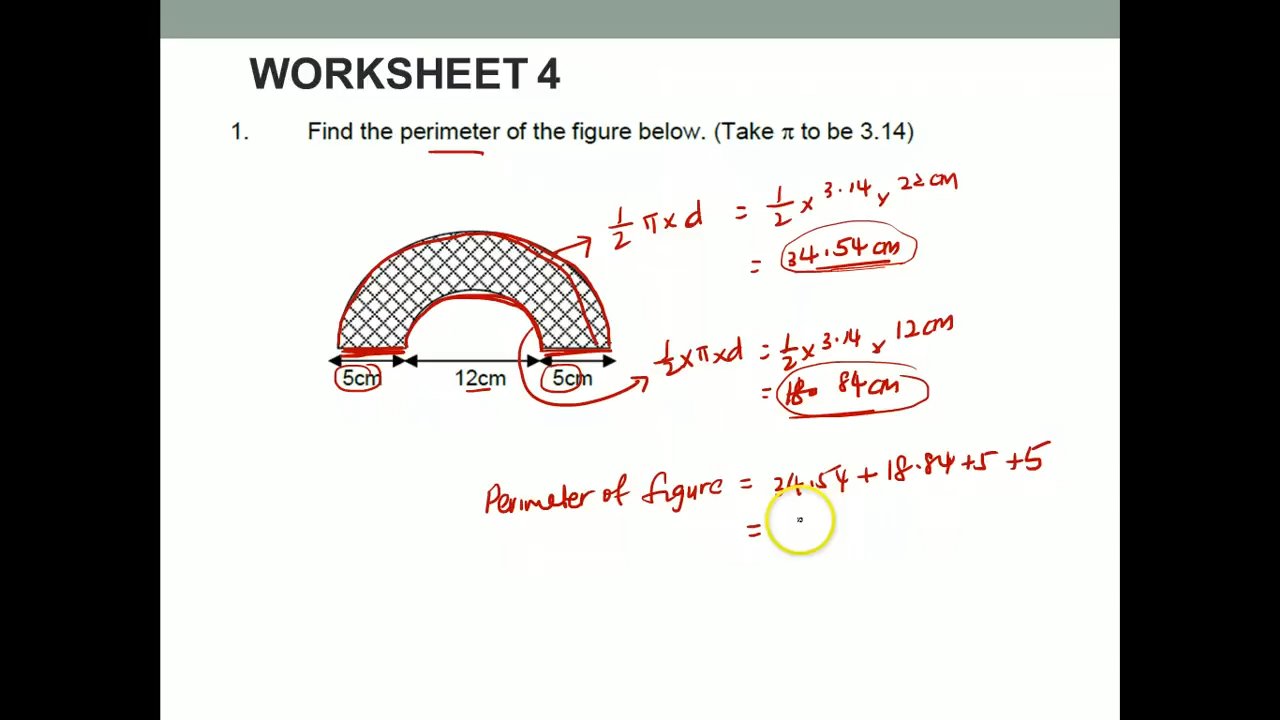 WORKSHEET 4
1. Find the perimeter of the figure below. (Take π to be 3.14)
1/2 π x d = 1/2 x 3.14 x 22 cm
= 34.54 cm
1/2 x π x d = 1/2 x 3.14 x 12 cm
= 18. 84 cm
5cm 12cm 5cm
Perimeter of figure = 34.54 + 18.84 + 5 + 5
=